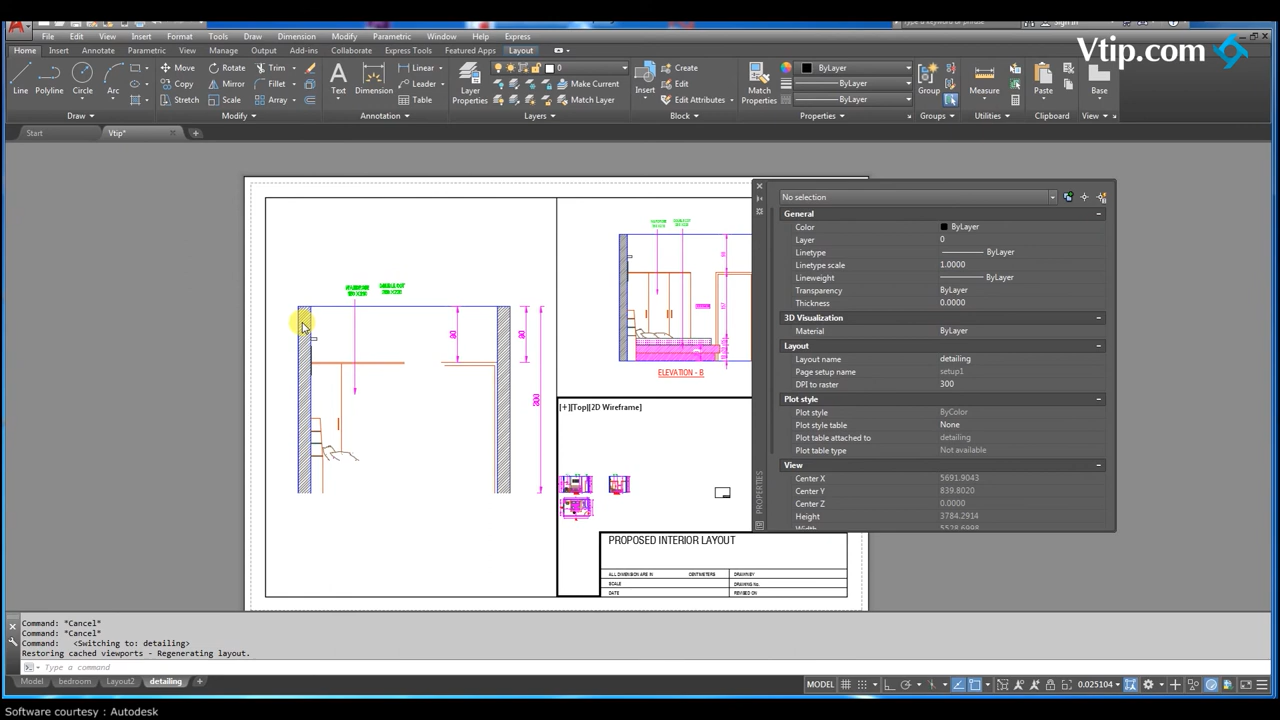 Vtip.com
Sign In
File Edit View Insert Format Tools Draw Dimension Modify Parametric Window Help Express
Home Insert Annotate Parametric View Manage Output Add-ins Collaborate Express Tools Featured Apps Layout
Line Polyline Circle Arc
Draw
Move Rotate Trim
Copy Mirror Fillet
Stretch Scale Array
Modify
Text Dimension
Linear
Leader
Table
Annotation
Layer Properties
0
Make Current
Match Layer
Layers
Insert
Create
Edit
Edit Attributes
Block
Match Properties
ByLayer
ByLayer
ByLayer
Properties
Group
Groups
Measure
Utilities
Paste
Clipboard
Base
View
Start Vtip*
No selection
General
Color ByLayer
Layer 0
Linetype ByLayer
Linetype scale 1.0000
Lineweight ByLayer
Transparency ByLayer
Thickness 0.0000
3D Visualization
Material ByLayer
Layout
Layout name detailing
Page setup name setup1
DPI to raster 300
Plot style
Plot style ByColor
Plot style table None
Plot table attached to detailing
Plot table type Not available
View
Center X 5691.9043
Center Y 839.8020
Center Z 0.0000
Height 3784.2914
PROPERTIES
80
80
300
ELEVATION - B
[+][Top][2D Wireframe]
PROPOSED INTERIOR LAYOUT
ALL DIMENSION ARE IN CENTIMETERS DRAWN BY
SCALE DRAWING No.
DATE REVISED ON
Command: *Cancel*
Command: *Cancel*
Command: <Switching to: detailing>
Restoring cached viewports - Regenerating layout.
Type a command
Model bedroom Layout2 detailing
MODEL 0.025104
Software courtesy : Autodesk